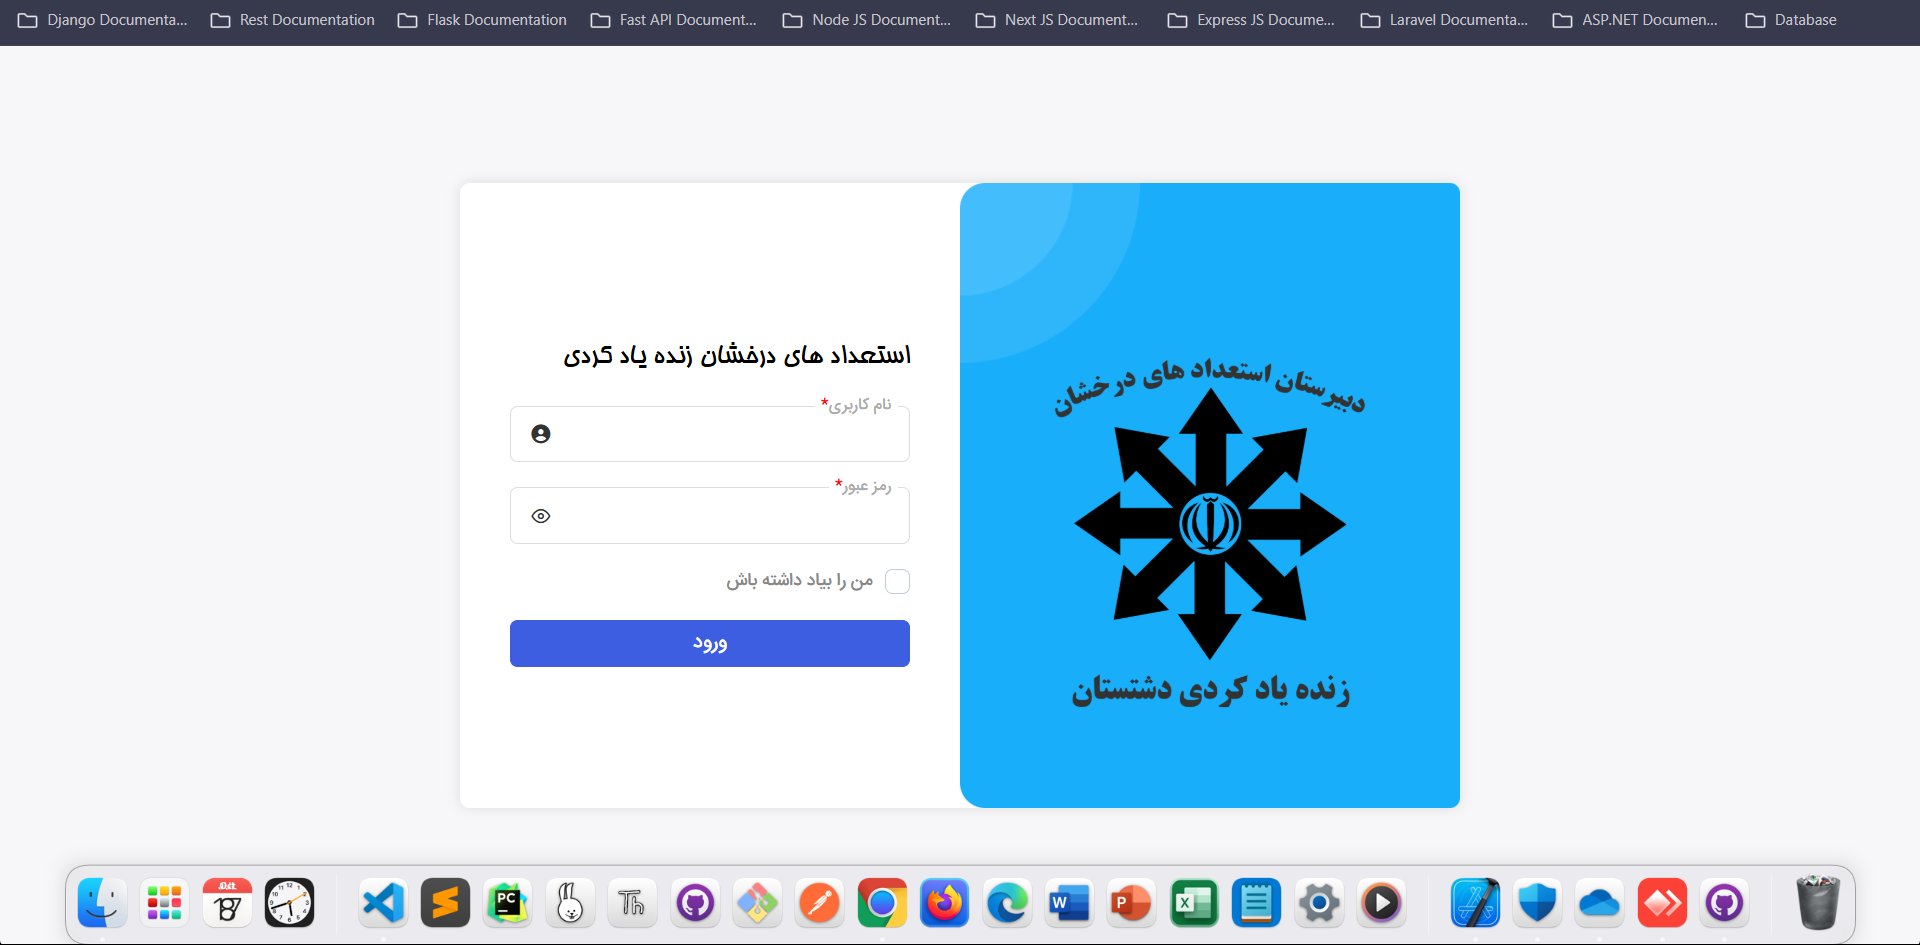 Django Documenta...
Rest Documentation
Flask Documentation
Fast API Document...
Node JS Document...
Next JS Document...
Express JS Docume...
Laravel Documenta...
ASP.NET Documen...
Database
استعداد های درخشان زنده یاد کردی
نام کاربری*
رمز عبور*
من را بیاد داشته باش
ورود
دبیرستان استعداد های درخشان
زنده یاد کردی دشتستان
PC
Th
W
P
X